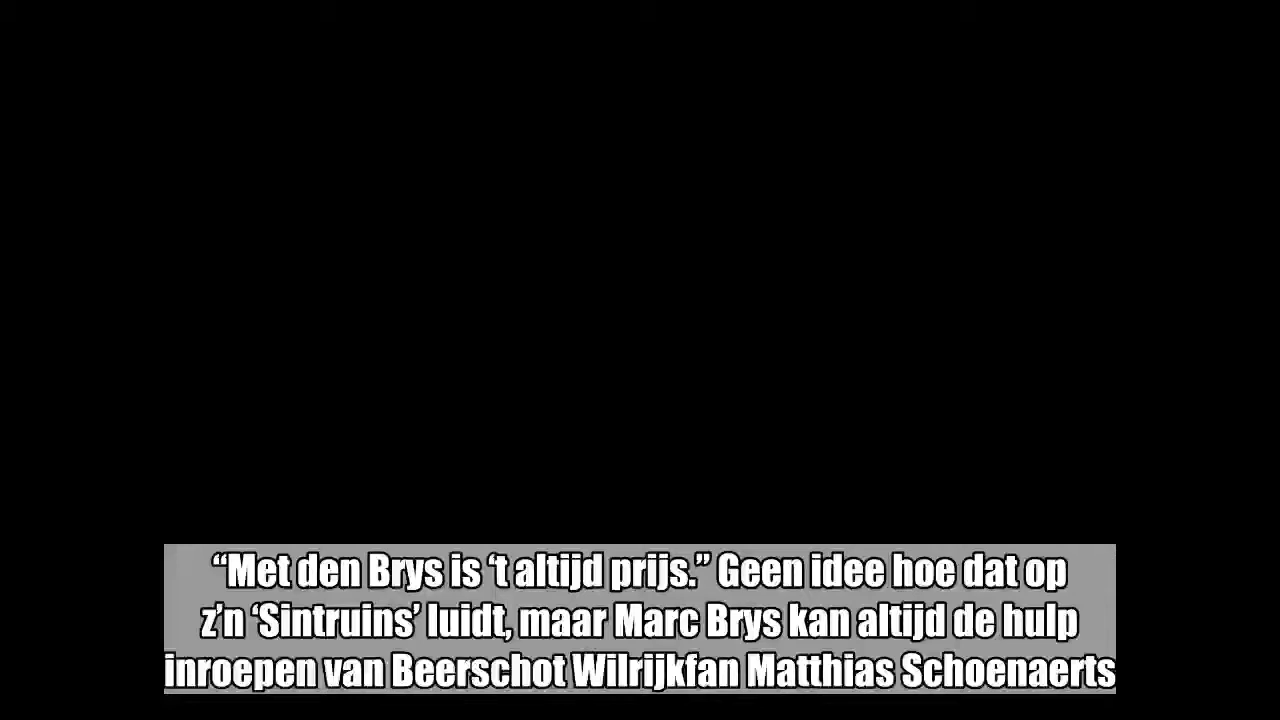 “Met den Brys is ‘t altijd prijs.” Geen idee hoe dat op
z’n ‘Sintruins’ luidt, maar Marc Brys kan altijd de hulp
inroepen van Beerschot Wilrijkfan Matthias Schoenaerts